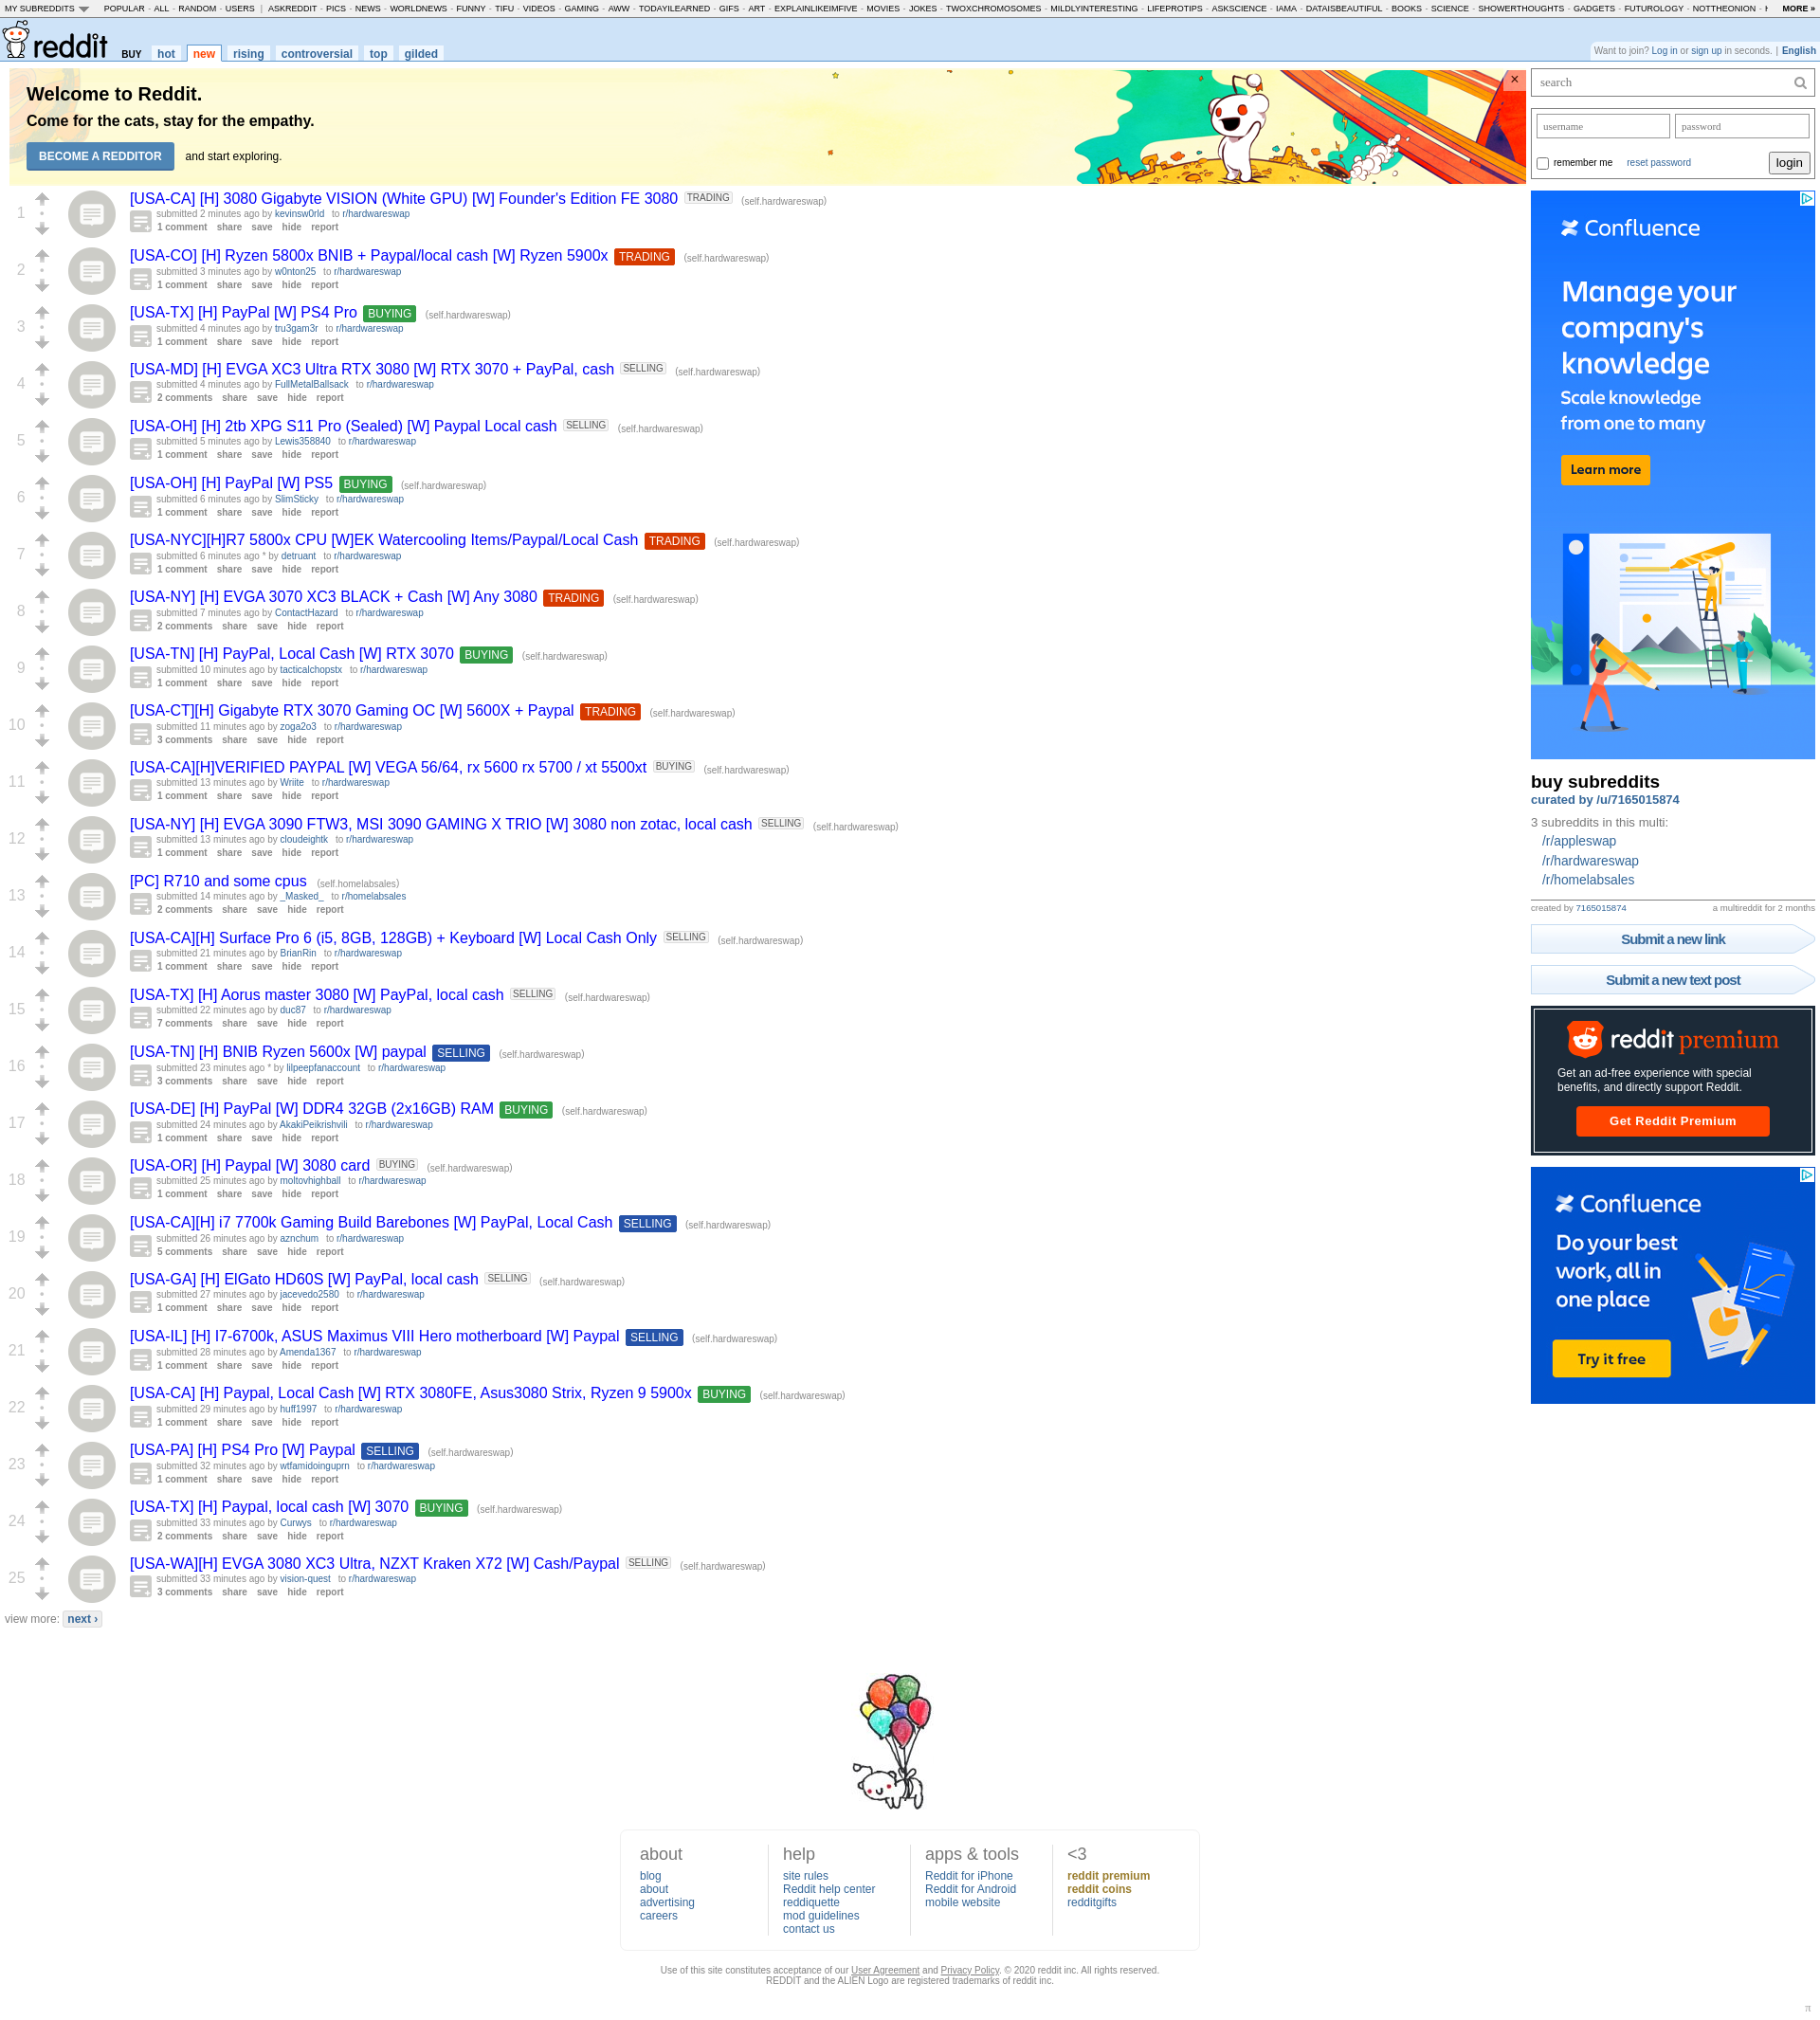 MY SUBREDDITS POPULAR - ALL - RANDOM - USERS | ASKREDDIT - PICS - NEWS - WORLDNEWS - FUNNY - TIFU - VIDEOS - GAMING - AWW - TODAYILEARNED - GIFS - ART - EXPLAINLIKEIMFIVE - MOVIES - JOKES - TWOXCHROMOSOMES - MILDLYINTERESTING - LIFEPROTIPS - ASKSCIENCE - IAMA - DATAISBEAUTIFUL - BOOKS - SCIENCE - SHOWERTHOUGHTS - GADGETS - FUTUROLOGY - NOTTHEONION - MORE »
reddit BUY hot new rising controversial top gilded
Want to join? Log in or sign up in seconds. | English
Welcome to Reddit.
Come for the cats, stay for the empathy.
BECOME A REDDITOR and start exploring.
×
1
[USA-CA] [H] 3080 Gigabyte VISION (White GPU) [W] Founder's Edition FE 3080 TRADING (self.hardwareswap)
submitted 2 minutes ago by kevinsw0rld to r/hardwareswap
1 comment share save hide report
2
[USA-CO] [H] Ryzen 5800x BNIB + Paypal/local cash [W] Ryzen 5900x TRADING (self.hardwareswap)
submitted 3 minutes ago by w0nton25 to r/hardwareswap
1 comment share save hide report
3
[USA-TX] [H] PayPal [W] PS4 Pro BUYING (self.hardwareswap)
submitted 4 minutes ago by tru3gam3r to r/hardwareswap
1 comment share save hide report
4
[USA-MD] [H] EVGA XC3 Ultra RTX 3080 [W] RTX 3070 + PayPal, cash SELLING (self.hardwareswap)
submitted 4 minutes ago by FullMetalBallsack to r/hardwareswap
2 comments share save hide report
5
[USA-OH] [H] 2tb XPG S11 Pro (Sealed) [W] Paypal Local cash SELLING (self.hardwareswap)
submitted 5 minutes ago by Lewis358840 to r/hardwareswap
1 comment share save hide report
6
[USA-OH] [H] PayPal [W] PS5 BUYING (self.hardwareswap)
submitted 6 minutes ago by SlimSticky to r/hardwareswap
1 comment share save hide report
7
[USA-NYC][H]R7 5800x CPU [W]EK Watercooling Items/Paypal/Local Cash TRADING (self.hardwareswap)
submitted 6 minutes ago * by detruant to r/hardwareswap
1 comment share save hide report
8
[USA-NY] [H] EVGA 3070 XC3 BLACK + Cash [W] Any 3080 TRADING (self.hardwareswap)
submitted 7 minutes ago by ContactHazard to r/hardwareswap
2 comments share save hide report
9
[USA-TN] [H] PayPal, Local Cash [W] RTX 3070 BUYING (self.hardwareswap)
submitted 10 minutes ago by tacticalchopstx to r/hardwareswap
1 comment share save hide report
10
[USA-CT][H] Gigabyte RTX 3070 Gaming OC [W] 5600X + Paypal TRADING (self.hardwareswap)
submitted 11 minutes ago by zoga2o3 to r/hardwareswap
3 comments share save hide report
11
[USA-CA][H]VERIFIED PAYPAL [W] VEGA 56/64, rx 5600 rx 5700 / xt 5500xt BUYING (self.hardwareswap)
submitted 13 minutes ago by Wriite to r/hardwareswap
1 comment share save hide report
12
[USA-NY] [H] EVGA 3090 FTW3, MSI 3090 GAMING X TRIO [W] 3080 non zotac, local cash SELLING (self.hardwareswap)
submitted 13 minutes ago by cloudeightk to r/hardwareswap
1 comment share save hide report
13
[PC] R710 and some cpus (self.homelabsales)
submitted 14 minutes ago by _Masked_ to r/homelabsales
2 comments share save hide report
14
[USA-CA][H] Surface Pro 6 (i5, 8GB, 128GB) + Keyboard [W] Local Cash Only SELLING (self.hardwareswap)
submitted 21 minutes ago by BrianRin to r/hardwareswap
1 comment share save hide report
15
[USA-TX] [H] Aorus master 3080 [W] PayPal, local cash SELLING (self.hardwareswap)
submitted 22 minutes ago by duc87 to r/hardwareswap
7 comments share save hide report
16
[USA-TN] [H] BNIB Ryzen 5600x [W] paypal SELLING (self.hardwareswap)
submitted 23 minutes ago * by lilpeepfanaccount to r/hardwareswap
3 comments share save hide report
17
[USA-DE] [H] PayPal [W] DDR4 32GB (2x16GB) RAM BUYING (self.hardwareswap)
submitted 24 minutes ago by AkakiPeikrishvili to r/hardwareswap
1 comment share save hide report
18
[USA-OR] [H] Paypal [W] 3080 card BUYING (self.hardwareswap)
submitted 25 minutes ago by moltovhighball to r/hardwareswap
1 comment share save hide report
19
[USA-CA][H] i7 7700k Gaming Build Barebones [W] PayPal, Local Cash SELLING (self.hardwareswap)
submitted 26 minutes ago by aznchum to r/hardwareswap
5 comments share save hide report
20
[USA-GA] [H] ElGato HD60S [W] PayPal, local cash SELLING (self.hardwareswap)
submitted 27 minutes ago by jacevedo2580 to r/hardwareswap
1 comment share save hide report
21
[USA-IL] [H] I7-6700k, ASUS Maximus VIII Hero motherboard [W] Paypal SELLING (self.hardwareswap)
submitted 28 minutes ago by Amenda1367 to r/hardwareswap
1 comment share save hide report
22
[USA-CA] [H] Paypal, Local Cash [W] RTX 3080FE, Asus3080 Strix, Ryzen 9 5900x BUYING (self.hardwareswap)
submitted 29 minutes ago by huff1997 to r/hardwareswap
1 comment share save hide report
23
[USA-PA] [H] PS4 Pro [W] Paypal SELLING (self.hardwareswap)
submitted 32 minutes ago by wtfamidoinguprn to r/hardwareswap
1 comment share save hide report
24
[USA-TX] [H] Paypal, local cash [W] 3070 BUYING (self.hardwareswap)
submitted 33 minutes ago by Curwys to r/hardwareswap
2 comments share save hide report
25
[USA-WA][H] EVGA 3080 XC3 Ultra, NZXT Kraken X72 [W] Cash/Paypal SELLING (self.hardwareswap)
submitted 33 minutes ago by vision-quest to r/hardwareswap
3 comments share save hide report
view more: next ›
search
username password
remember me reset password login
Confluence
Manage your
company's
knowledge
Scale knowledge
from one to many
Learn more
buy subreddits
curated by /u/7165015874
3 subreddits in this multi:
/r/appleswap
/r/hardwareswap
/r/homelabsales
created by 7165015874 a multireddit for 2 months
Submit a new link
Submit a new text post
reddit premium
Get an ad-free experience with special
benefits, and directly support Reddit.
Get Reddit Premium
Confluence
Do your best
work, all in
one place
Try it free
about help apps & tools <3
blog site rules Reddit for iPhone reddit premium
about Reddit help center Reddit for Android reddit coins
advertising reddiquette mobile website redditgifts
careers mod guidelines
contact us
Use of this site constitutes acceptance of our User Agreement and Privacy Policy. © 2020 reddit inc. All rights reserved.
REDDIT and the ALIEN Logo are registered trademarks of reddit inc.
π